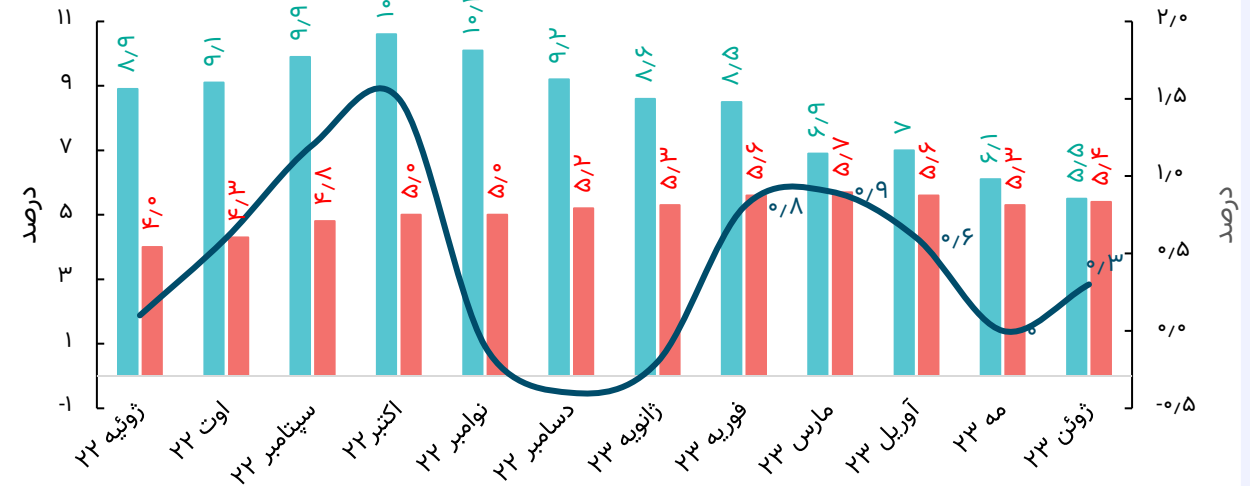 ۱۱
۹
۷
۵
۳
۱
-۱
درصد
۲٫۰
۱٫۵
۱٫۰
۰٫۵
۰٫۰
-۰٫۵
درصد
۸٫۹
۹٫۱
۹٫۹
۹٫۲
۸٫۶
۸٫۵
۶٫۹
۷
۶٫۱
۵٫۵
۴٫۰
۴٫۳
۴٫۸
۵٫۰
۵٫۰
۵٫۲
۵٫۳
۵٫۶
۵٫۷
۵٫۶
۵٫۳
۵٫۴
۰٫۸
۰٫۹
۰٫۶
۰
۰٫۳
ژوئیه ۲۲
اوت ۲۲
سپتامبر ۲۲
اکتبر ۲۲
نوامبر ۲۲
دسامبر ۲۲
ژانویه ۲۳
فوریه ۲۳
مارس ۲۳
آوریل ۲۳
مه ۲۳
ژوئن ۲۳